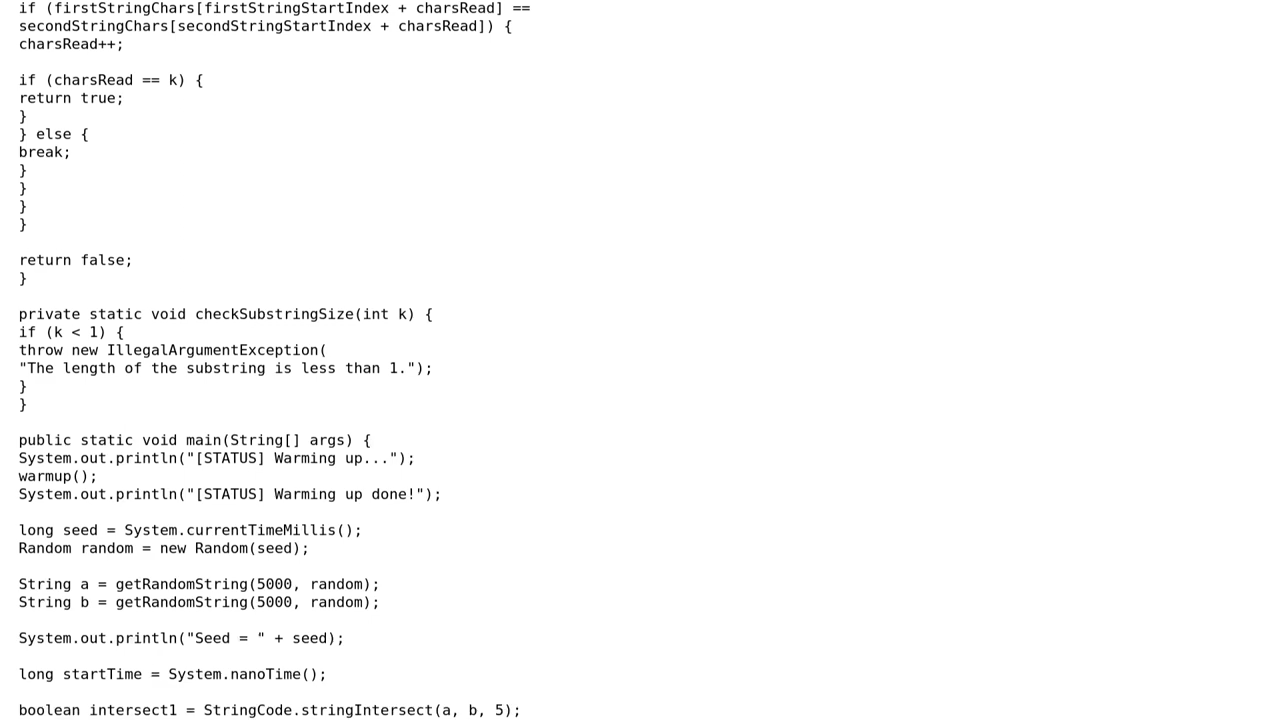 if (firstStringChars[firstStringStartIndex + charsRead] ==
secondStringChars[secondStringStartIndex + charsRead]) {
charsRead++;
if (charsRead == k) {
return true;
}
} else {
break;
}
}
}
}
return false;
}
private static void checkSubstringSize(int k) {
if (k < 1) {
throw new IllegalArgumentException(
"The length of the substring is less than 1.");
}
}
public static void main(String[] args) {
System.out.println("[STATUS] Warming up...");
warmup();
System.out.println("[STATUS] Warming up done!");
long seed = System.currentTimeMillis();
Random random = new Random(seed);
String a = getRandomString(5000, random);
String b = getRandomString(5000, random);
System.out.println("Seed = " + seed);
long startTime = System.nanoTime();
boolean intersect1 = StringCode.stringIntersect(a, b, 5);